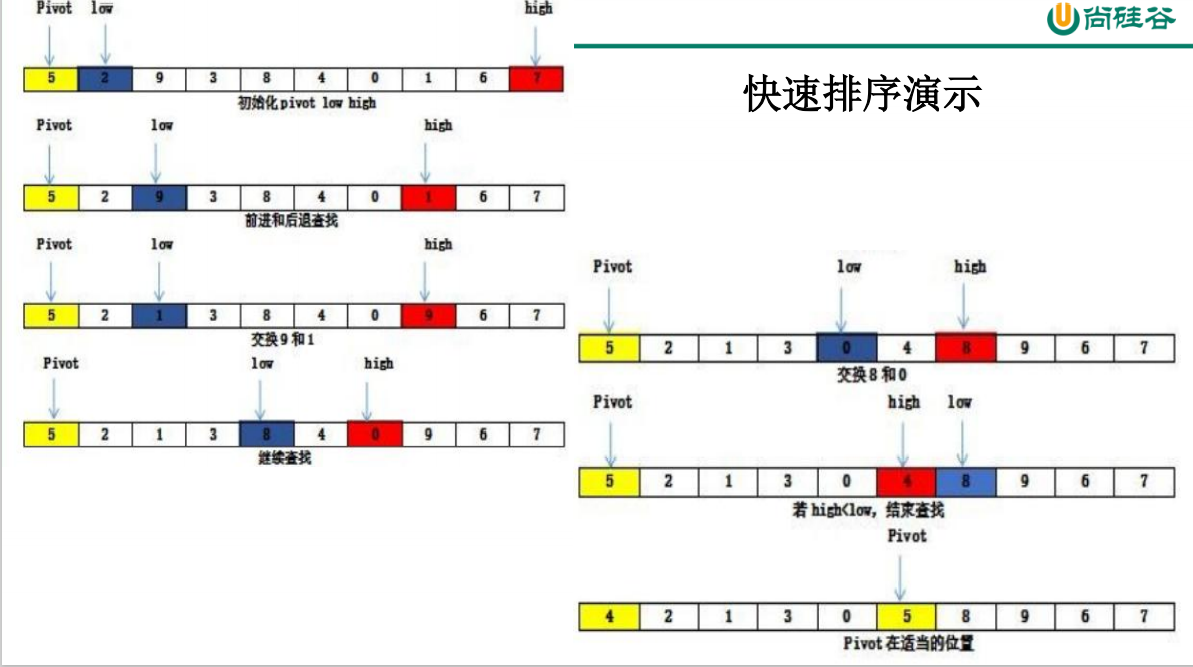 Pivot low high
5 2 9 3 8 4 0 1 6 7
初始化pivot low high
Pivot low high
5 2 9 3 8 4 0 1 6 7
前进和后退查找
Pivot low high
5 2 1 3 8 4 0 9 6 7
交换9和1
Pivot low high
5 2 1 3 8 4 0 9 6 7
继续查找
尚硅谷
快速排序演示
Pivot low high
5 2 1 3 0 4 8 9 6 7
交换8和0
Pivot high low
5 2 1 3 0 4 8 9 6 7
若high<low，结束查找
Pivot
4 2 1 3 0 5 8 9 6 7
Pivot在适当的位置